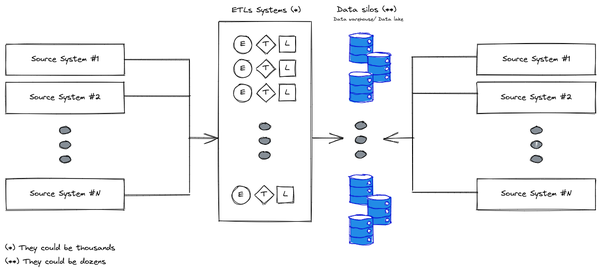 ETLs Systems (*)
Data silos (**)
Data warehouse/ Data lake
Source System #1
Source System #2
Source System #N
E T L
E T L
E T L
E T L
Source System #1
Source System #2
Source System #N
(*) They could be thousands
(**) They could be dozens